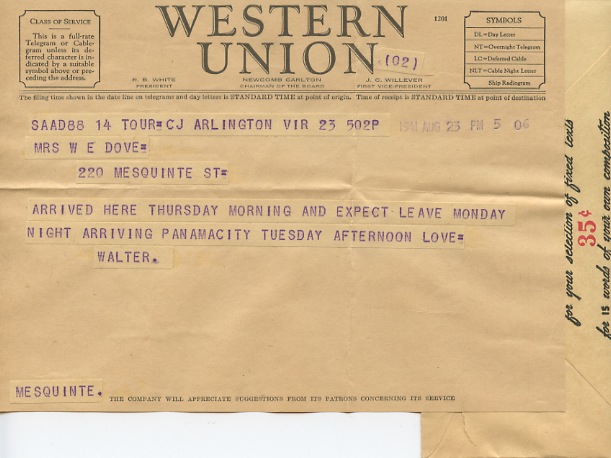 CLASS OF SERVICE
This is a full-rate
Telegram or Cable-
gram unless its de-
ferred character is in-
dicated by a suitable
symbol above or pre-
ceding the address.
WESTERN
UNION
1201
(02)
R. B. WHITE
PRESIDENT
NEWCOMB CARLTON
CHAIRMAN OF THE BOARD
J. C. WILLEVER
FIRST VICE-PRESIDENT
SYMBOLS
DL=Day Letter
NT=Overnight Telegram
LC=Deferred Cable
NLT=Cable Night Letter
Ship Radiogram
The filing time shown in the date line on telegrams and day letters is STANDARD TIME at point of origin. Time of receipt is STANDARD TIME at point of destination
SAAD88 14 TOUR=CJ ARLINGTON VIR 23 502P
1941 AUG 23 PM 5 06
MRS W E DOVE=
220 MESQUINTE ST=
ARRIVED HERE THURSDAY MORNING AND EXPECT LEAVE MONDAY
NIGHT ARRIVING PANAMACITY TUESDAY AFTERNOON LOVE=
WALTER.
MESQUINTE.
THE COMPANY WILL APPRECIATE SUGGESTIONS FROM ITS PATRONS CONCERNING ITS SERVICE
for your selection of fixed texts
35¢
for 15 words of your own composition